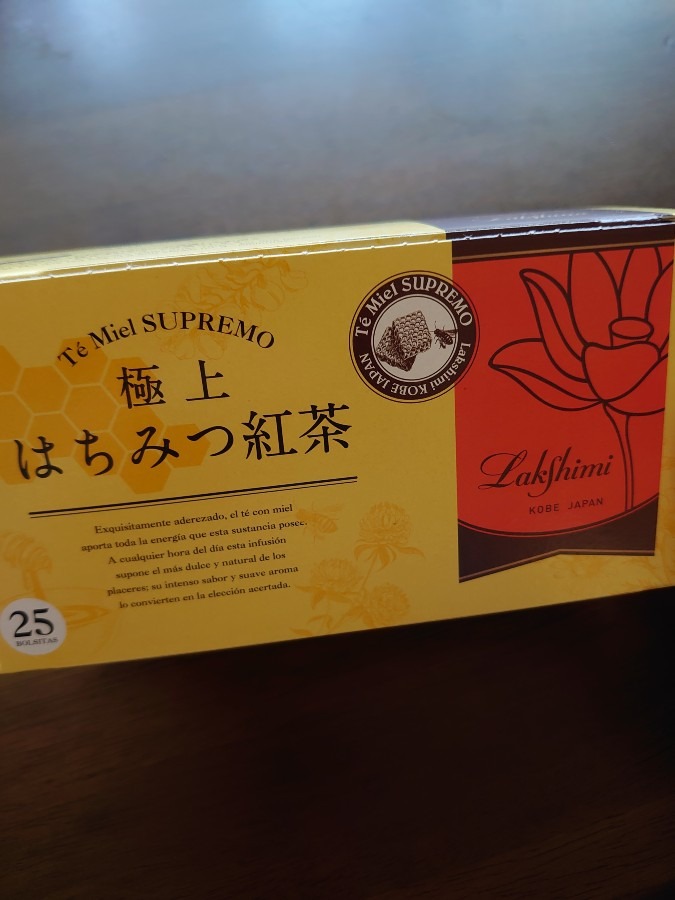 Té Miel SUPREMO
極上
はちみつ紅茶
Exquisitamente aderezado, el té con miel
aporta toda la energía que esta sustancia posee.
A cualquier hora del día esta infusión
supone el más dulce y natural de los
placeres; su intenso sabor y suave aroma
lo convierten en la elección acertada.
25
BOLSITAS
Té Miel SUPREMO
Lakshimi KOBE JAPAN
Lakshimi
KOBE JAPAN